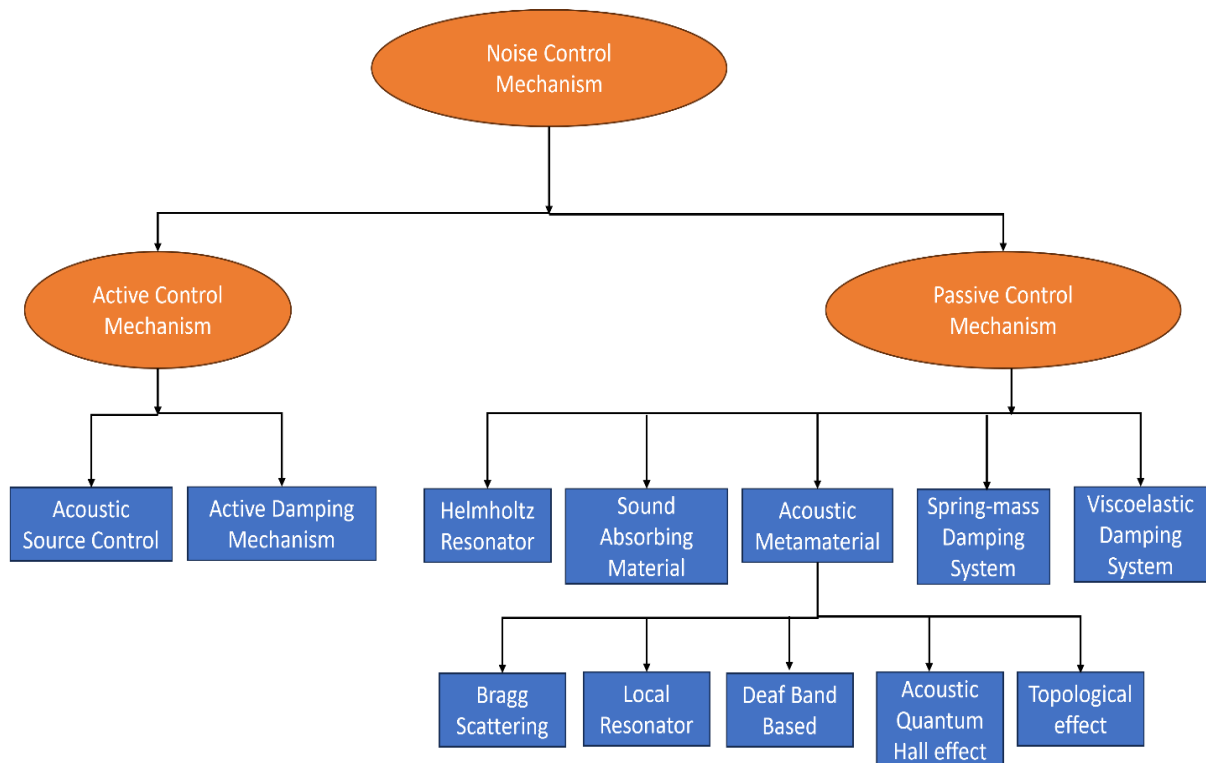 Noise Control
Mechanism
Active Control
Mechanism
Passive Control
Mechanism
Acoustic
Source Control
Active Damping
Mechanism
Helmholtz
Resonator
Sound
Absorbing
Material
Acoustic
Metamaterial
Spring-mass
Damping
System
Viscoelastic
Damping
System
Bragg
Scattering
Local
Resonator
Deaf Band
Based
Acoustic
Quantum
Hall effect
Topological
effect